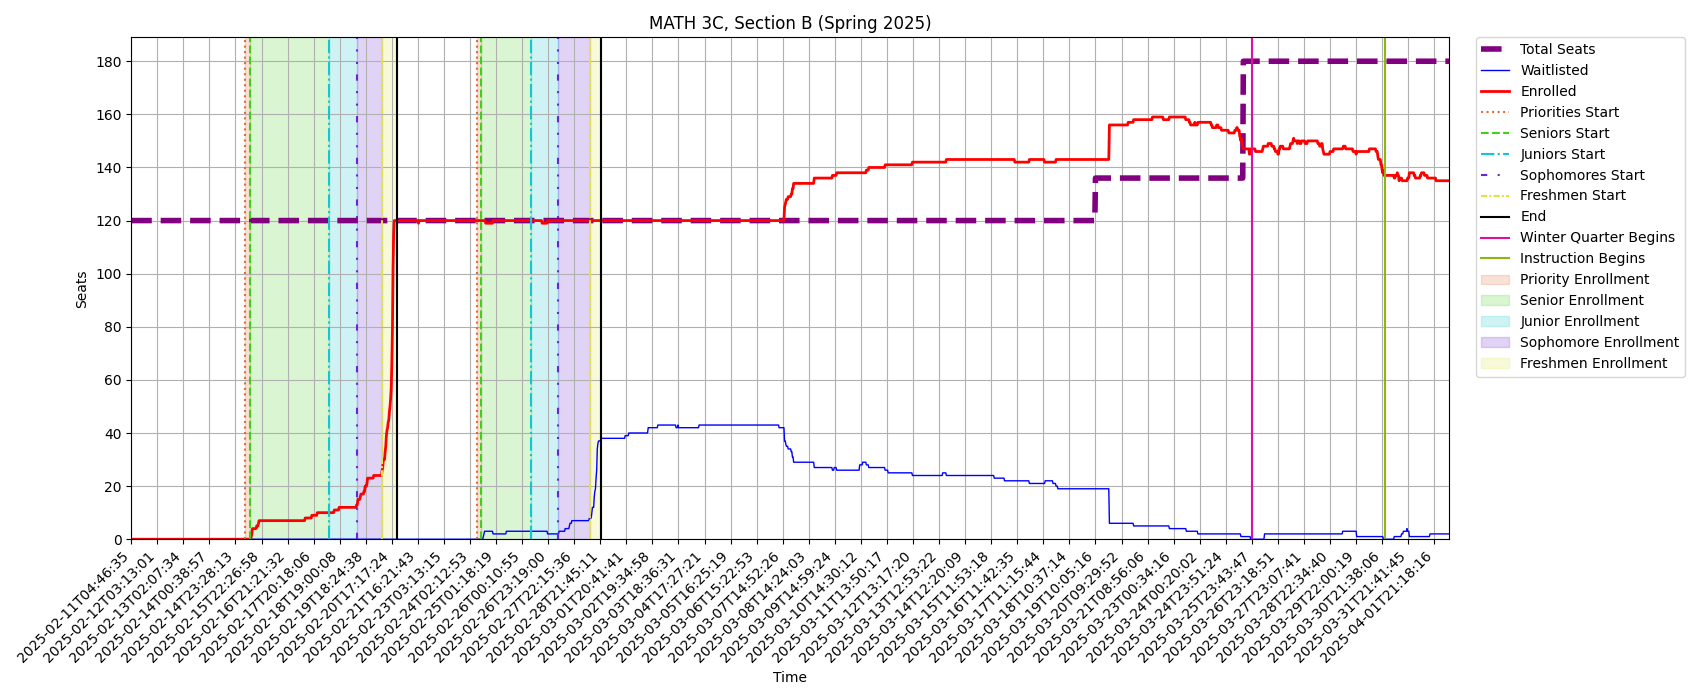 MATH 3C, Section B (Spring 2025)
Seats
180
160
140
120
100
80
60
40
20
0
2025-02-11T04:46:35
2025-02-12T03:13:01
2025-02-13T02:07:34
2025-02-14T00:38:57
2025-02-14T23:28:13
2025-02-15T22:26:58
2025-02-16T21:21:32
2025-02-17T20:18:06
2025-02-18T19:00:08
2025-02-19T18:24:38
2025-02-20T17:17:24
2025-02-21T16:21:43
2025-02-23T03:13:15
2025-02-24T02:12:53
2025-02-25T01:18:19
2025-02-26T00:10:55
2025-02-26T23:19:00
2025-02-27T22:15:36
2025-02-28T21:45:11
2025-03-01T20:41:41
2025-03-02T19:34:58
2025-03-03T18:36:31
2025-03-04T17:27:21
2025-03-05T16:25:19
2025-03-06T15:22:53
2025-03-07T14:52:26
2025-03-08T14:24:03
2025-03-09T14:59:24
2025-03-10T14:30:12
2025-03-11T13:50:17
2025-03-12T13:17:20
2025-03-13T12:53:22
2025-03-14T12:20:09
2025-03-15T11:53:18
2025-03-16T11:42:35
2025-03-17T11:15:44
2025-03-18T10:37:14
2025-03-19T10:05:16
2025-03-20T09:29:52
2025-03-21T08:56:06
2025-03-23T00:34:16
2025-03-24T00:20:02
2025-03-24T23:51:24
2025-03-25T23:43:47
2025-03-26T23:18:51
2025-03-27T23:07:41
2025-03-28T22:34:40
2025-03-29T22:00:19
2025-03-30T21:38:06
2025-03-31T21:41:45
2025-04-01T21:18:16
Time
Total Seats
Waitlisted
Enrolled
Priorities Start
Seniors Start
Juniors Start
Sophomores Start
Freshmen Start
End
Winter Quarter Begins
Instruction Begins
Priority Enrollment
Senior Enrollment
Junior Enrollment
Sophomore Enrollment
Freshmen Enrollment